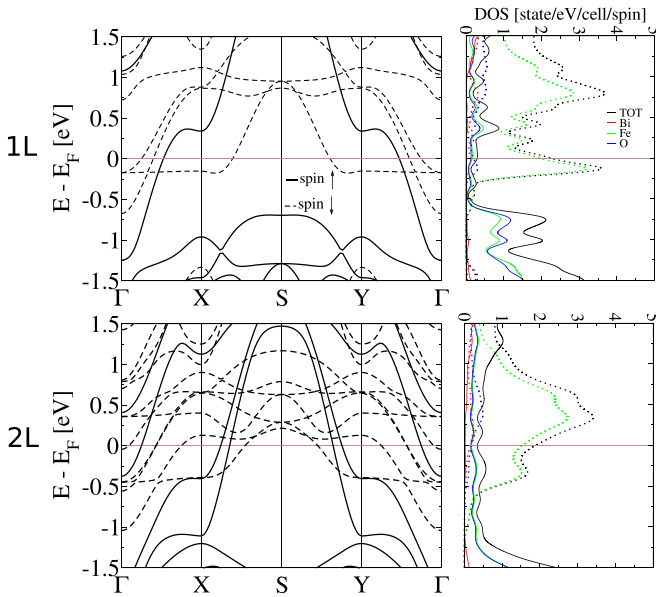 DOS [state/eV/cell/spin]
0 1 2 3 4 5
1L
E - E_F [eV]
1.5
1
0.5
0
-0.5
-1
-1.5
spin
spin
Γ X S Y Γ
TOT
Bi
Fe
O
0 1 2 3 4 5
2L
E - E_F [eV]
1.5
1
0.5
0
-0.5
-1
-1.5
Γ X S Y Γ